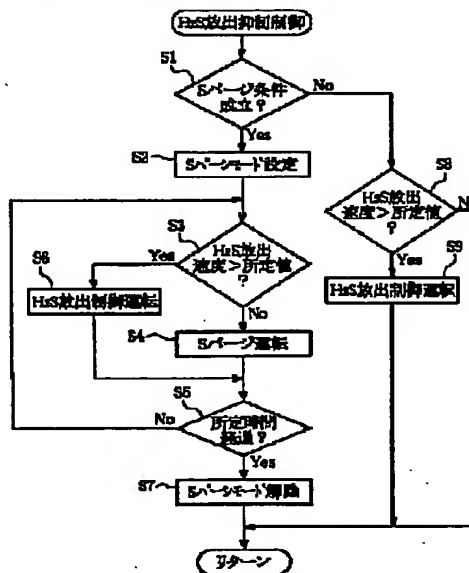 H₂S放出抑制制御
S1
Sパージ条件
成立？
No
Yes
S2
Sパージモード設定
S3
H₂S放出
速度>所定値
？
Yes
No
S6
H₂S放出制御運転
S4
Sパージ運転
S5
所定時間
経過？
No
Yes
S7
Sパージモード解除
S8
H₂S放出
速度>所定値
？
Yes
S9
H₂S放出制御運転
リターン